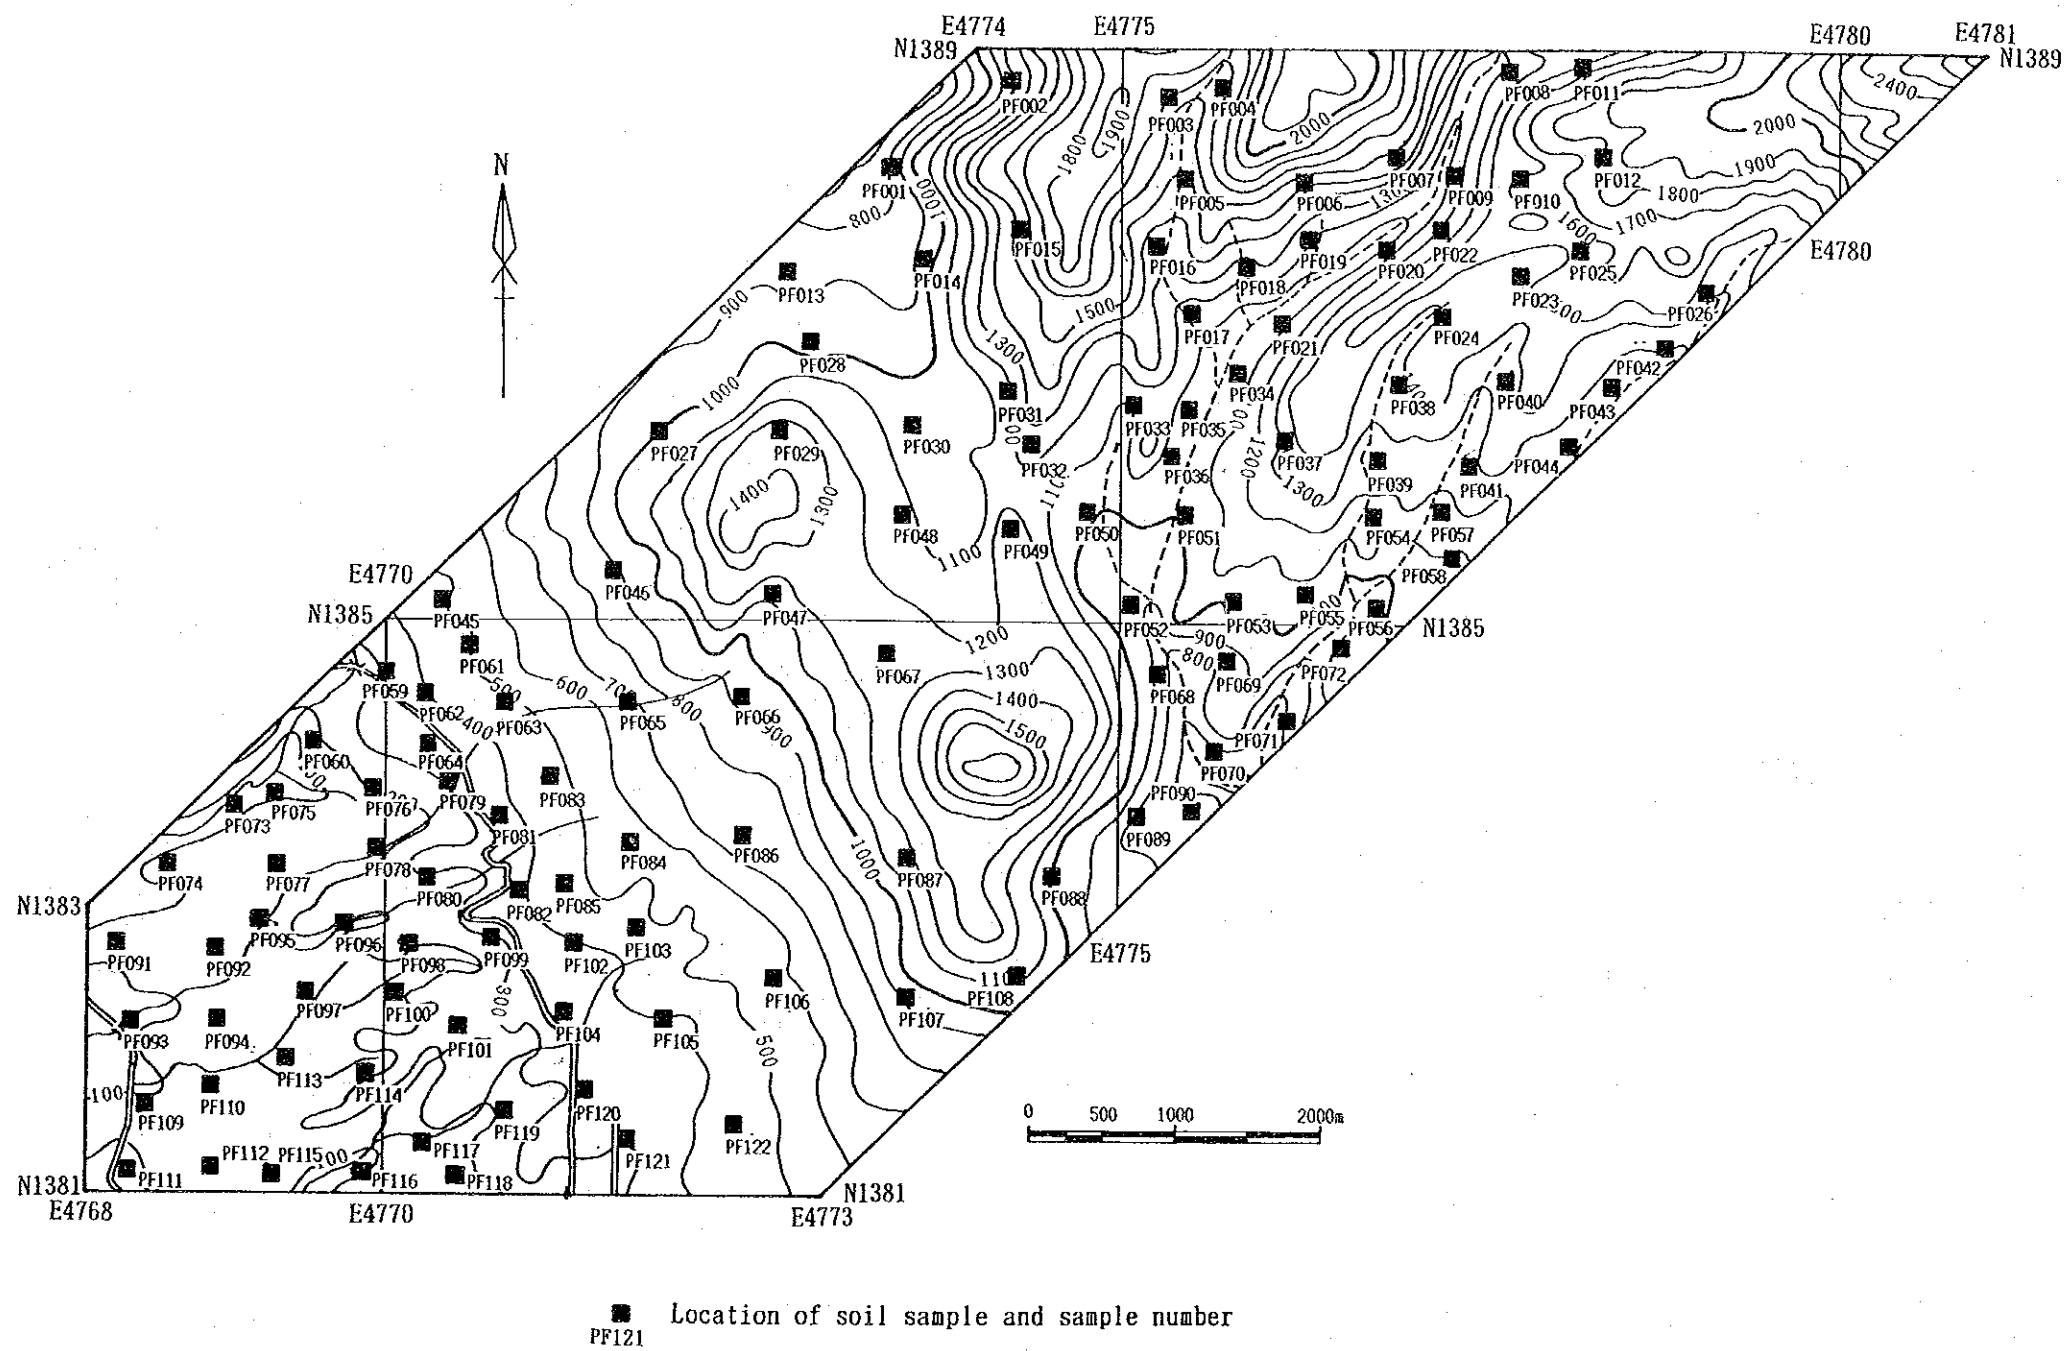 E4774 E4775 E4780 E4781
N1389 N1389
PF002 PF003 PF004 PF008 PF011
2400
2000
1900
1800
2000
PF001 PF005 PF006 PF007 PF009 PF010 PF012
1900
1800
1700
1600
1000
800
PF015 PF016 PF019 PF020 PF022 PF025
E4780
PF014 PF013 PF018 PF023 PF026
900
1500
PF017 PF021 PF024
PF028
1300
PF042
1000
PF031 PF034 PF038 PF040 PF043
PF027 PF029 PF030 PF033 PF035
PF032 PF036 PF037 PF039 PF041 PF044
1200
1300
1400
1300
PF048 PF049 PF050 PF051 PF054 PF057
1100
PF058
E4770
PF046 PF047
N1385
PF045 PF052 PF053 PF055 PF056
N1385
1200
900
800
PF061 PF067 PF068 PF069 PF072
1300
1400
1500
PF059 PF062 PF063 PF065 PF066
500
600
800
900
400
PF060 PF064 PF071 PF070
PF073 PF075 PF076 PF079 PF083 PF090
PF081 PF089
PF074 PF077 PF078 PF080 PF084 PF086 PF087 PF088
1000
N1383
PF082 PF085
PF095 PF096 PF099 PF102 PF103
E4775
PF091 PF092 PF098
PF097 PF100 PF106 PF107 PF108
300
PF093 PF094 PF101 PF104 PF105
500
PF113 PF114
100
PF109 PF110 PF119 PF120
0 500 1000 2000m
PF112 PF115 PF117 PF121 PF122
PF111 PF116 PF118
N1381 N1381
E4768 E4770 E4773
N
Location of soil sample and sample number
PF121